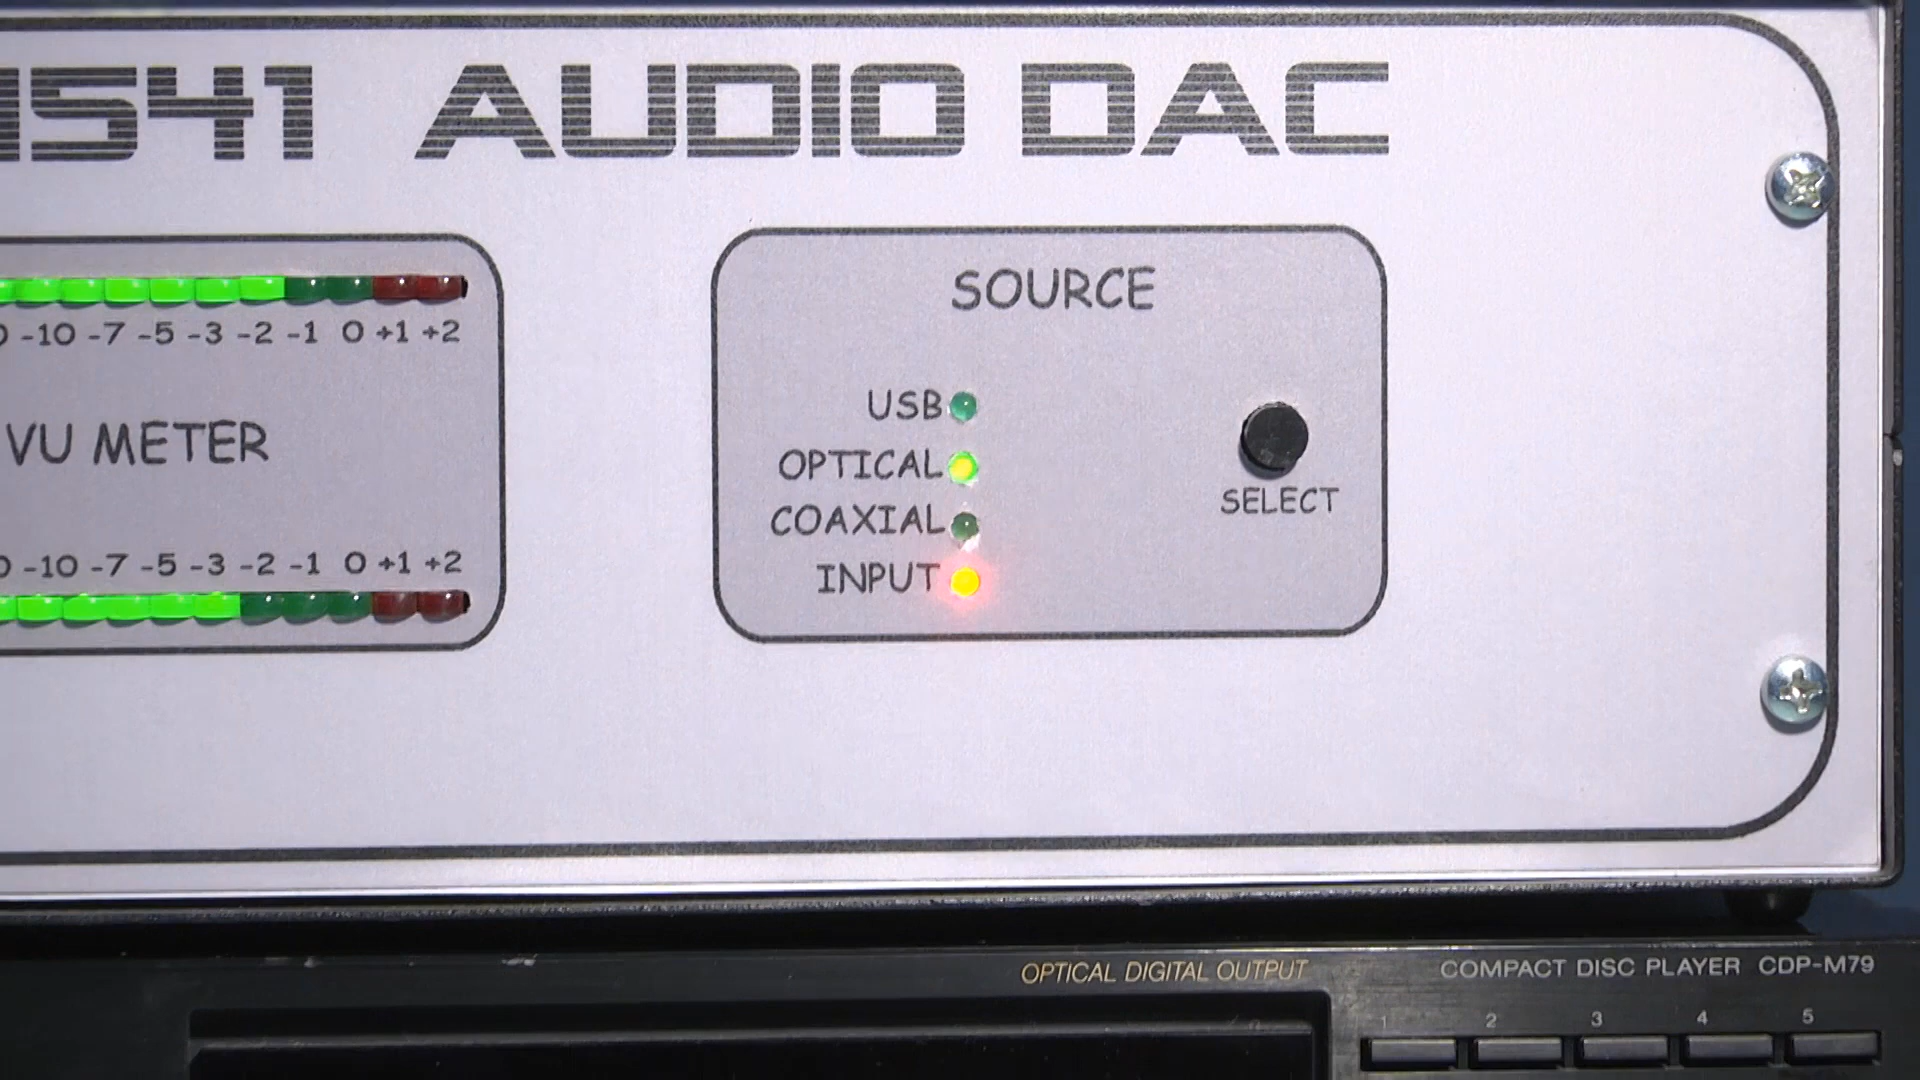 1541 AUDIO DAC
-10 -7 -5 -3 -2 -1 0 +1 +2
VU METER
-10 -7 -5 -3 -2 -1 0 +1 +2
SOURCE
USB
OPTICAL
COAXIAL
INPUT
SELECT
OPTICAL DIGITAL OUTPUT
COMPACT DISC PLAYER CDP-M79
1 2 3 4 5